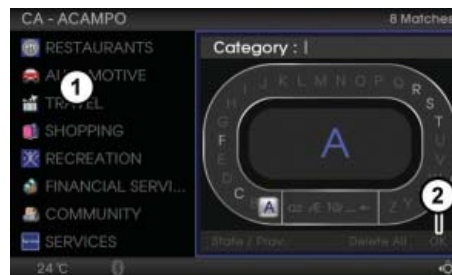 CA - ACAMPO
8 Matches
RESTAURANTS
AUTOMOTIVE
1
TRAVEL
SHOPPING
RECREATION
FINANCIAL SERVI...
COMMUNITY
SERVICES
Category :
I J K L M N O P Q R
H S
G T
F U
E V
D
C A
A
Z Y
2
State / Prov. Delete All OK
24°C